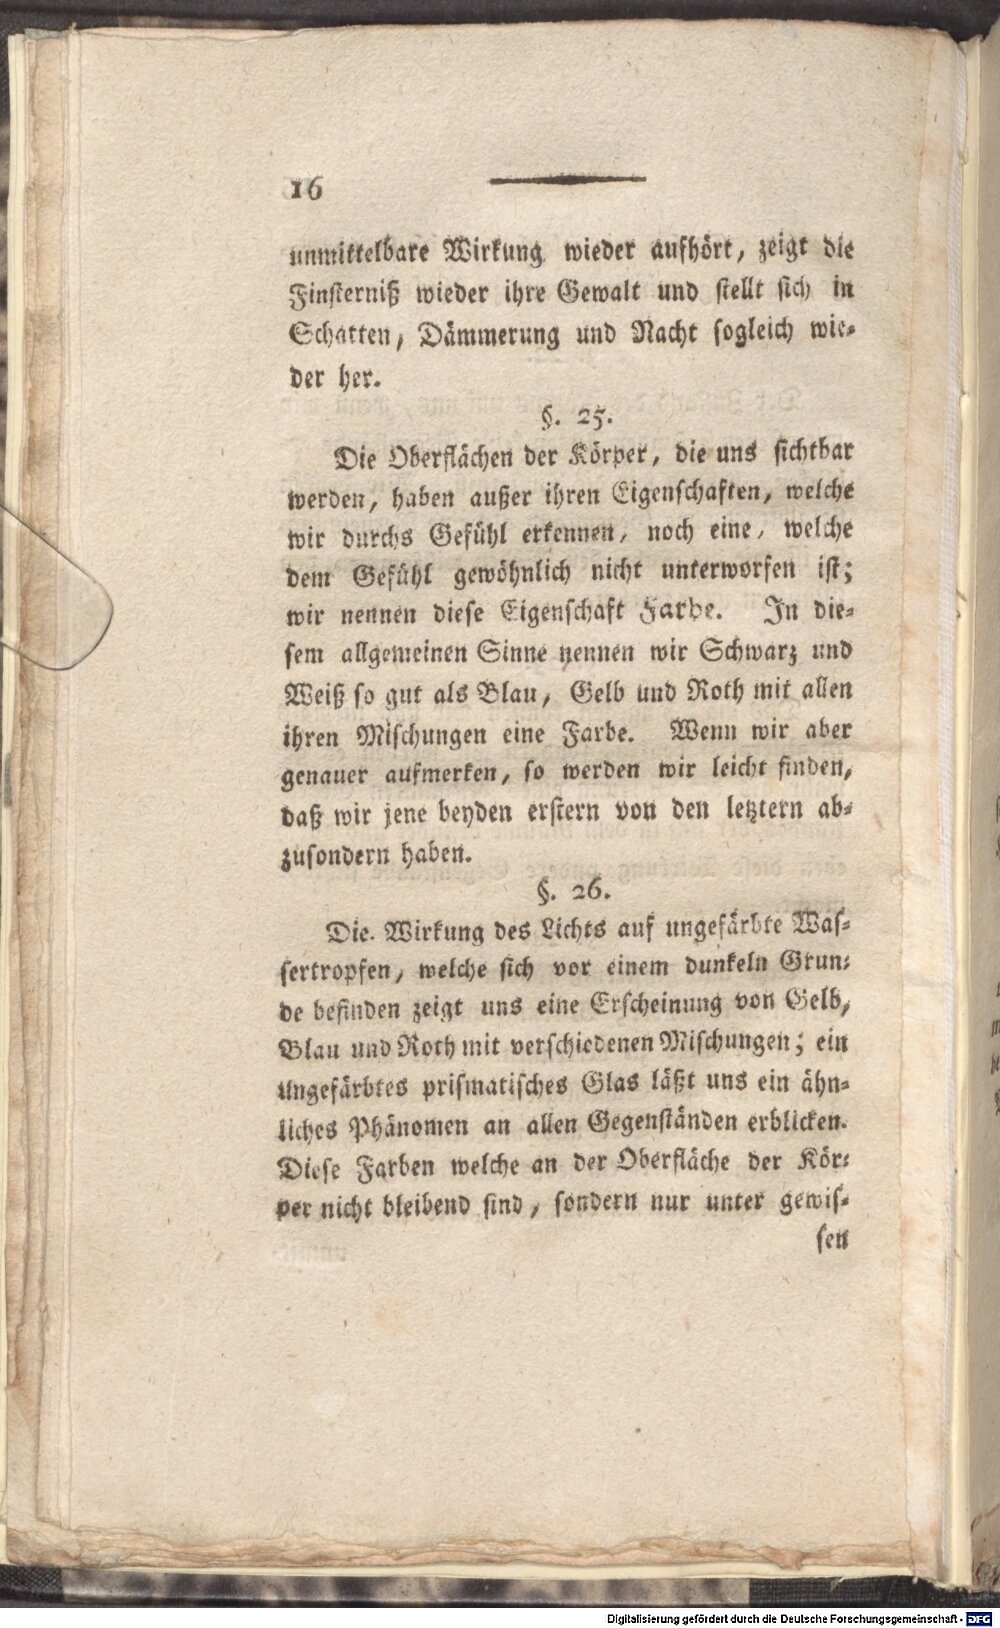 16
unmittelbare Wirkung wieder aufhört, zeigt die
Finsterniß wieder ihre Gewalt und stellt sich in
Schatten, Dämmerung und Nacht sogleich wie-
der her.
§. 25.
Die Oberflächen der Körper, die uns sichtbar
werden, haben außer ihren Eigenschaften, welche
wir durchs Gefühl erkennen, noch eine, welche
dem Gefühl gewöhnlich nicht unterworfen ist;
wir nennen diese Eigenschaft Farbe. In die-
sem allgemeinen Sinne nennen wir Schwarz und
Weiß so gut als Blau, Gelb und Roth mit allen
ihren Mischungen eine Farbe. Wenn wir aber
genauer aufmerken, so werden wir leicht finden,
daß wir jene beyden erstern von den letztern ab-
zusondern haben.
§. 26.
Die. Wirkung des Lichts auf ungefärbte Was-
sertropfen, welche sich vor einem dunkeln Grun-
de befinden zeigt uns eine Erscheinung von Gelb,
Blau und Roth mit verschiedenen Mischungen; ein
ungefärbtes prismatisches Glas läßt uns ein ähn-
liches Phänomen an allen Gegenständen erblicken.
Diese Farben welche an der Oberfläche der Kör-
per nicht bleibend sind, sondern nur unter gewis-
sen
Digitalisierung gefördert durch die Deutsche Forschungsgemeinschaft - DFG